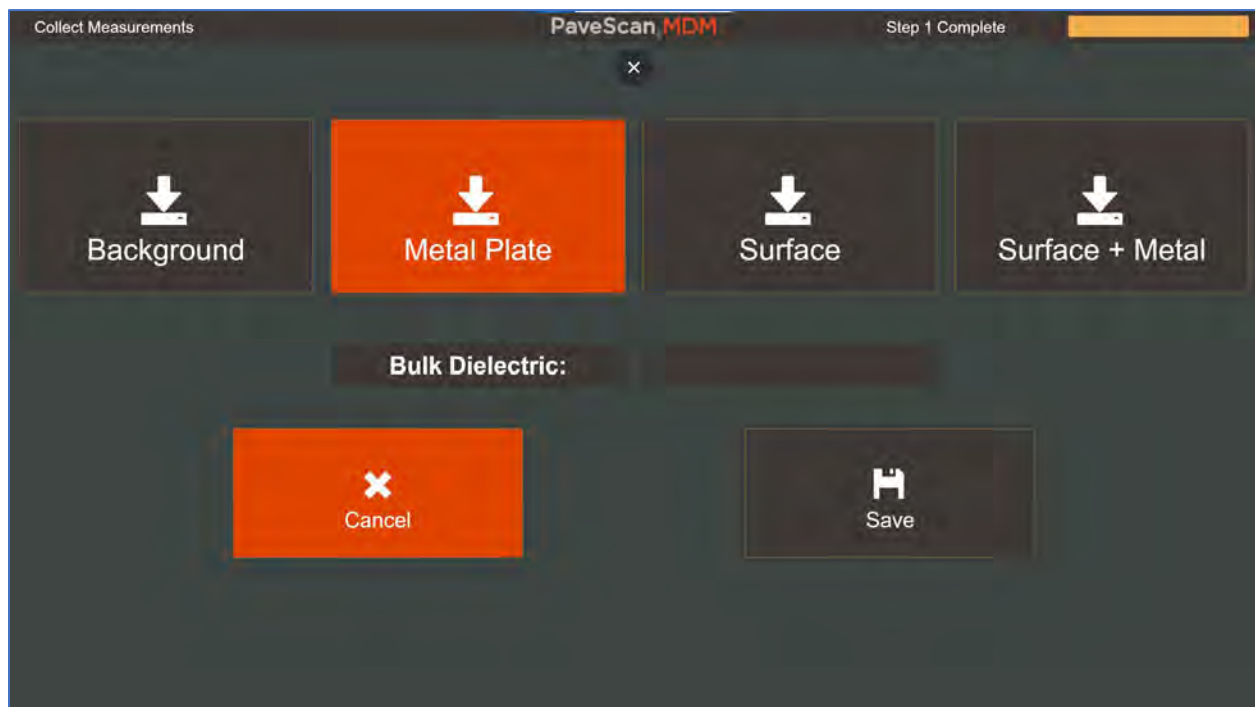 Collect Measurements
PaveScan MDM
Step 1 Complete
Background
Metal Plate
Surface
Surface + Metal
Bulk Dielectric:
Cancel
Save